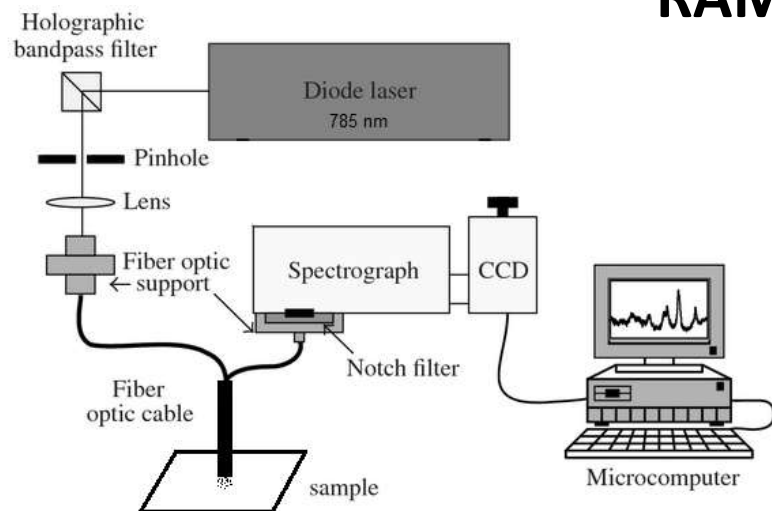 RAM
Holographic
bandpass filter
Diode laser
785 nm
Pinhole
Lens
Fiber optic
support
Spectrograph
CCD
Notch filter
Fiber
optic cable
sample
Microcomputer